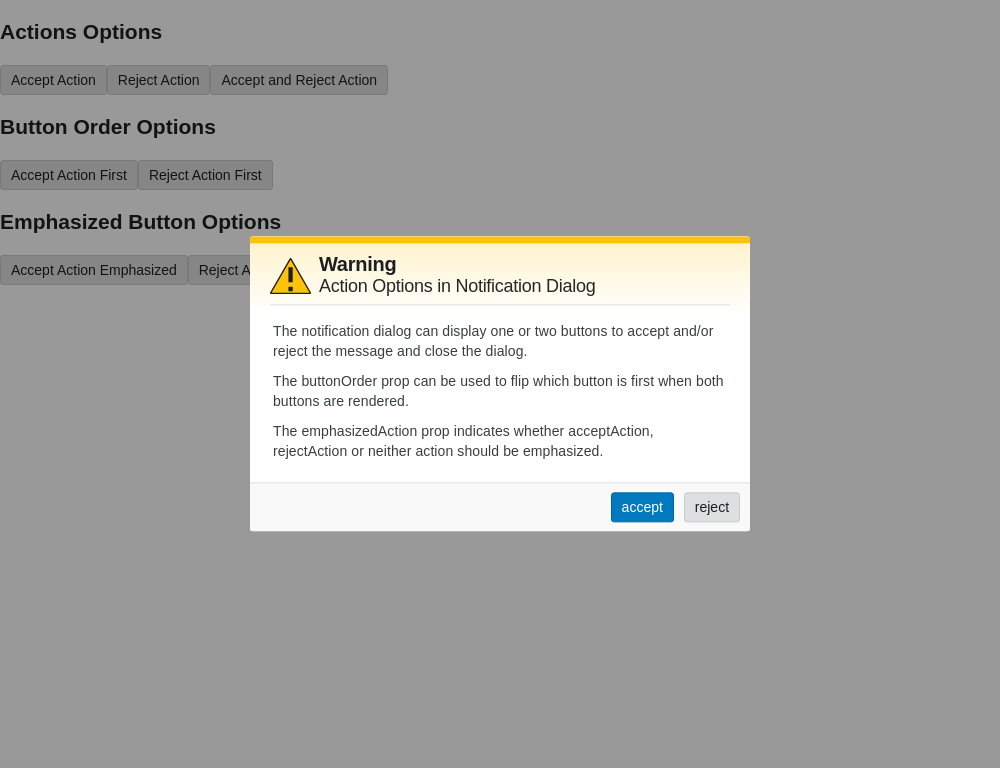 Actions Options
Accept Action Reject Action Accept and Reject Action
Button Order Options
Accept Action First Reject Action First
Emphasized Button Options
Accept Action Emphasized Reject A
Warning
Action Options in Notification Dialog
The notification dialog can display one or two buttons to accept and/or
reject the message and close the dialog.
The buttonOrder prop can be used to flip which button is first when both
buttons are rendered.
The emphasizedAction prop indicates whether acceptAction,
rejectAction or neither action should be emphasized.
accept reject